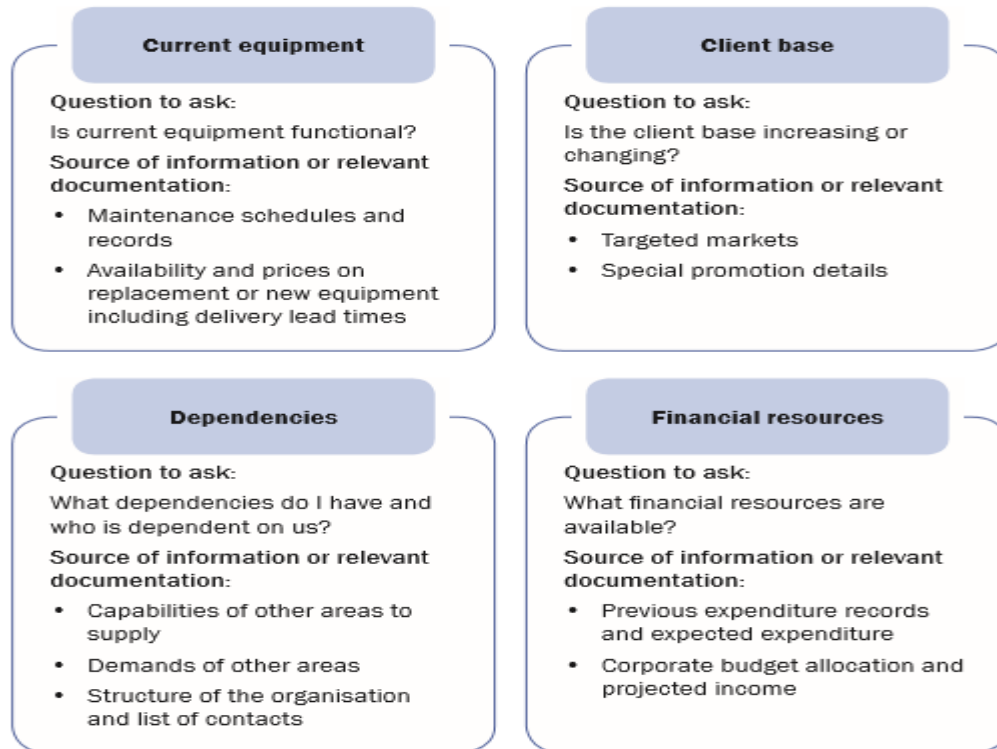 Current equipment
Question to ask:
Is current equipment functional?
Source of information or relevant
documentation:
• Maintenance schedules and
records
• Availability and prices on
replacement or new equipment
including delivery lead times
Client base
Question to ask:
Is the client base increasing or
changing?
Source of information or relevant
documentation:
• Targeted markets
• Special promotion details
Dependencies
Question to ask:
What dependencies do I have and
who is dependent on us?
Source of information or relevant
documentation:
• Capabilities of other areas to
supply
• Demands of other areas
• Structure of the organisation
and list of contacts
Financial resources
Question to ask:
What financial resources are
available?
Source of information or relevant
documentation:
• Previous expenditure records
and expected expenditure
• Corporate budget allocation and
projected income